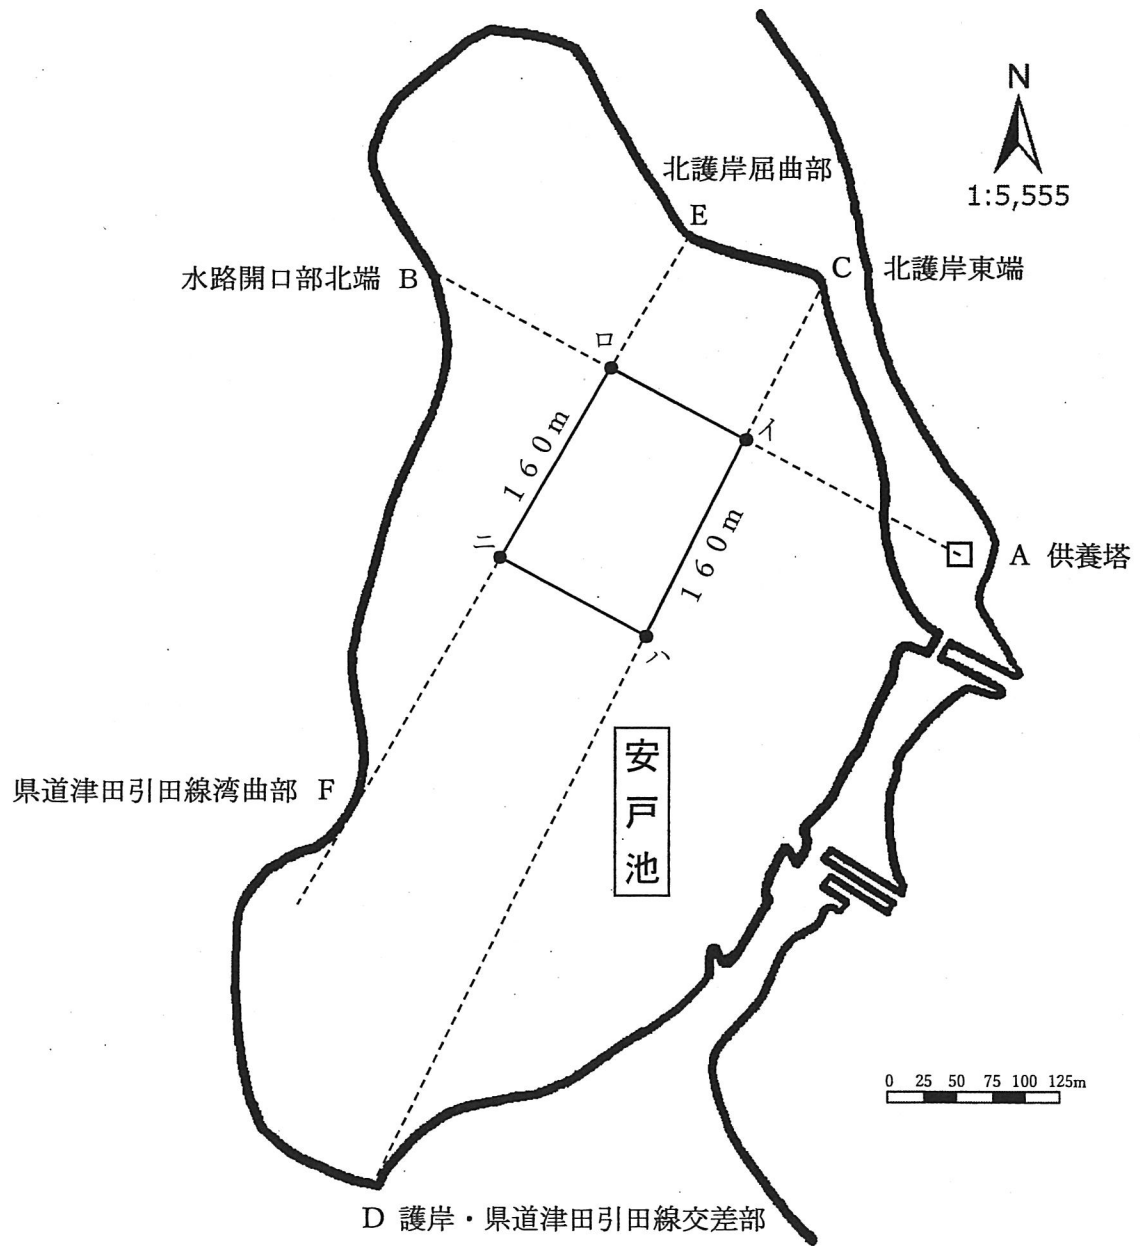 N
1:5,555
北護岸屈曲部
E
C 北護岸東端
水路開口部北端 B
ロ
イ
160m
160m
ニ
ハ
A 供養塔
安戸池
県道津田引田線湾曲部 F
0 25 50 75 100 125m
D 護岸・県道津田引田線交差部